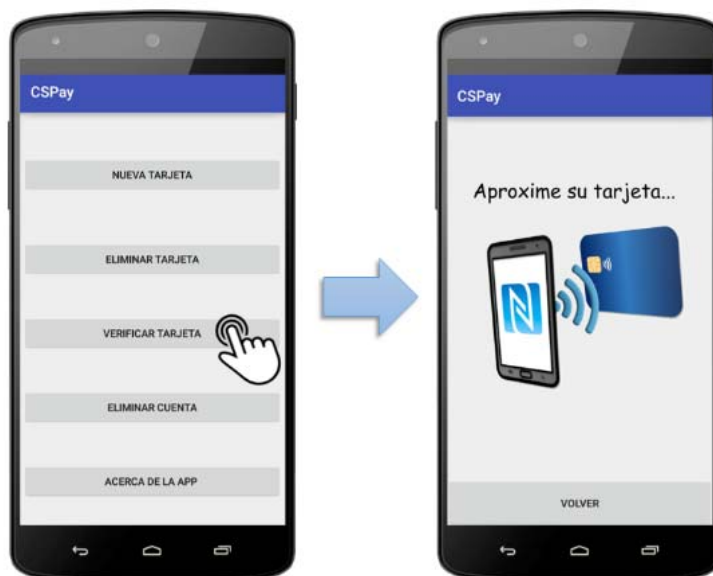 CSPay
NUEVA TARJETA
ELIMINAR TARJETA
VERIFICAR TARJETA
ELIMINAR CUENTA
ACERCA DE LA APP
CSPay
Aproxime su tarjeta...
VOLVER